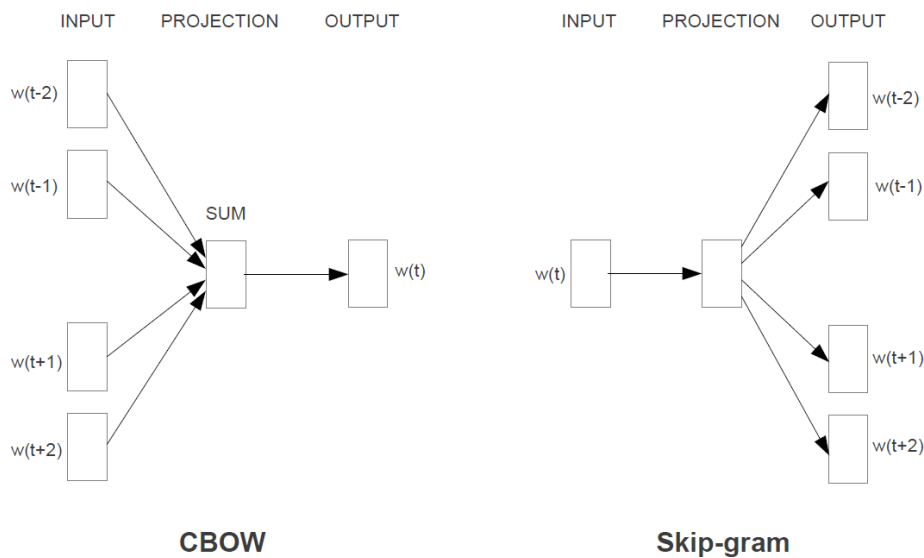 INPUT PROJECTION OUTPUT
w(t-2)
w(t-1)
SUM
w(t)
w(t+1)
w(t+2)
CBOW
INPUT PROJECTION OUTPUT
w(t-2)
w(t-1)
w(t)
w(t+1)
w(t+2)
Skip-gram